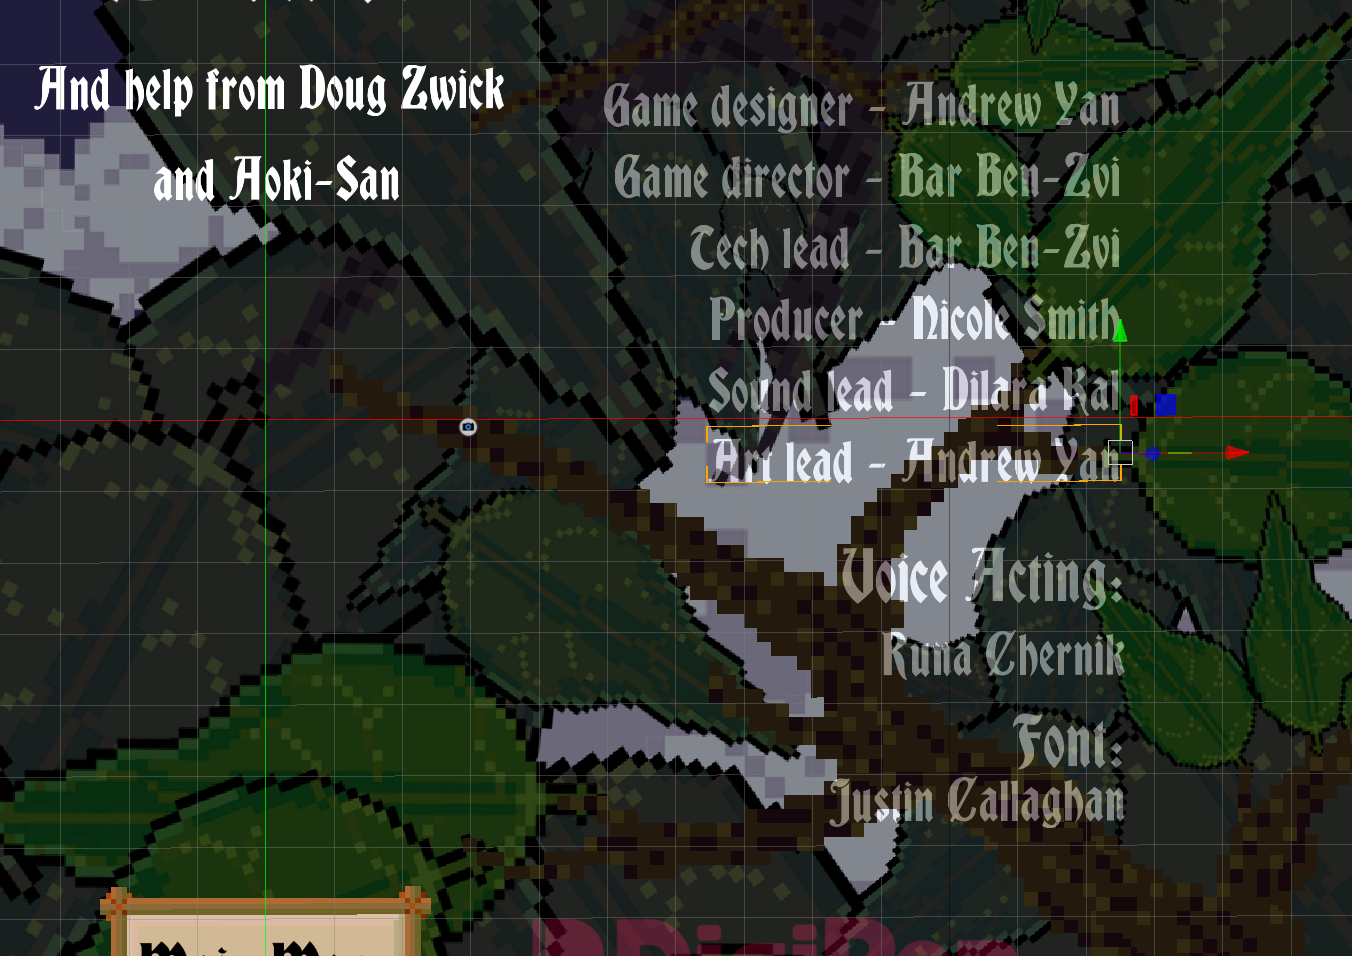 And help from Doug Zwick
and Aoki-San
Game designer - Andrew Yan
Game director - Bar Ben-Zvi
Tech lead - Bar Ben-Zvi
Producer - Nicole Smith
Sound lead - Dilara Kal
Art lead - Andrew Yan
Voice Acting:
Runa Chernik
Font:
Justin Callaghan